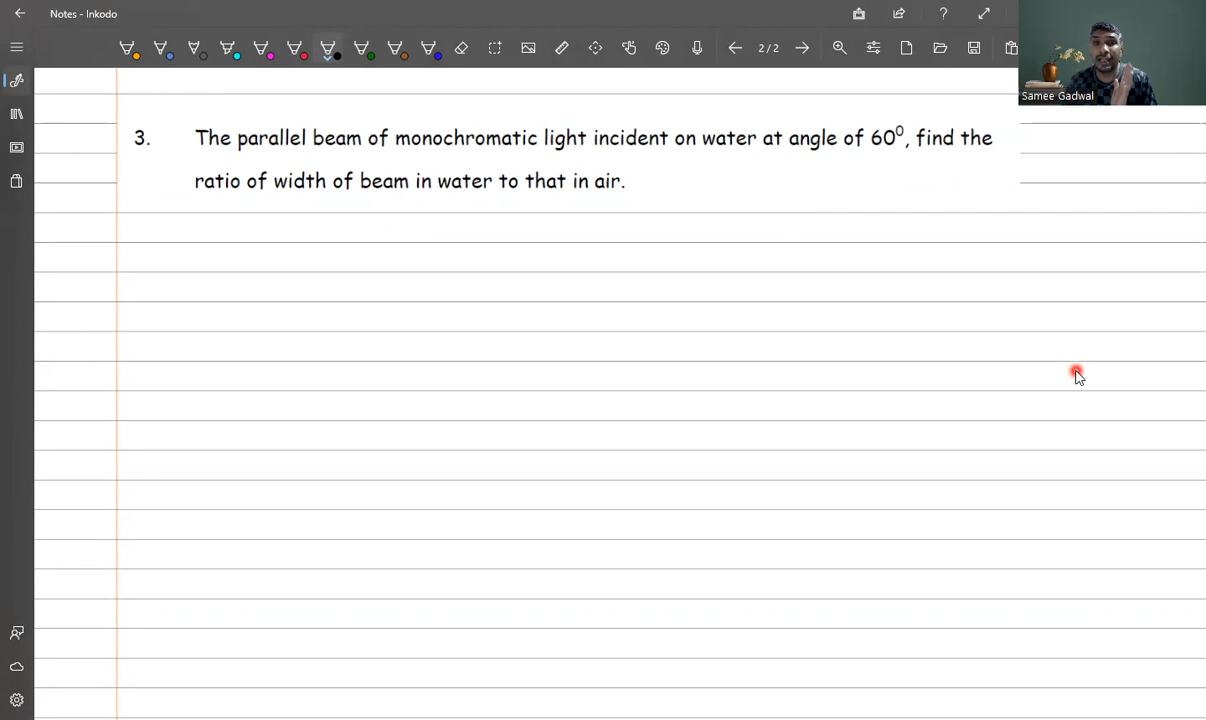 Notes - Inkodo
2/2
Samee Gadwal
3. The parallel beam of monochromatic light incident on water at angle of 60⁰, find the
ratio of width of beam in water to that in air.